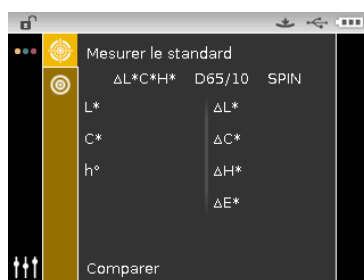 Mesurer le standard
ΔL*C*H* D65/10 SPIN
L* ΔL*
C* ΔC*
h° ΔH*
ΔE*
Comparer